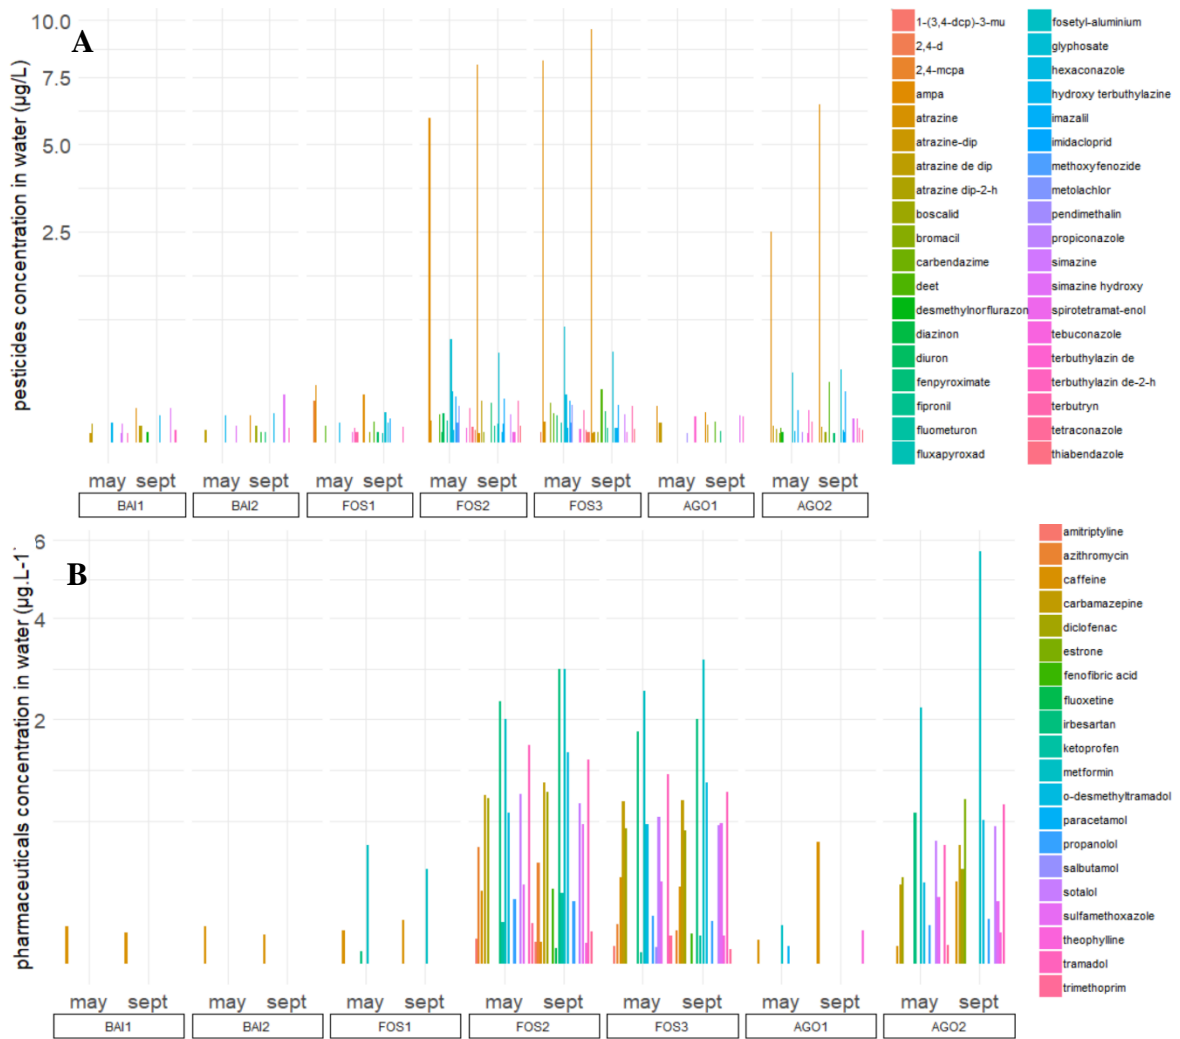 A
pesticides concentration in water (µg/L)
10.0
7.5
5.0
2.5
may sept may sept may sept may sept may sept may sept may sept
BAI1 BAI2 FOS1 FOS2 FOS3 AGO1 AGO2
1-(3,4-dcp)-3-mu
2,4-d
2,4-mcpa
ampa
atrazine
atrazine-dip
atrazine de dip
atrazine dip-2-h
boscalid
bromacil
carbendazime
deet
desmethylnorflurazon
diazinon
diuron
fenpyroximate
fipronil
fluometuron
fluxapyroxad
fosetyl-aluminium
glyphosate
hexaconazole
hydroxy terbuthylazine
imazalil
imidacloprid
methoxyfenozide
metolachlor
pendimethalin
propiconazole
simazine
simazine hydroxy
spirotetramat-enol
tebuconazole
terbuthylazin de
terbuthylazin de-2-h
terbutryn
tetraconazole
thiabendazole
B
pharmaceuticals concentration in water (µg.L-1
6
4
2
may sept may sept may sept may sept may sept may sept may sept
BAI1 BAI2 FOS1 FOS2 FOS3 AGO1 AGO2
amitriptyline
azithromycin
caffeine
carbamazepine
diclofenac
estrone
fenofibric acid
fluoxetine
irbesartan
ketoprofen
metformin
o-desmethyltramadol
paracetamol
propanolol
salbutamol
sotalol
sulfamethoxazole
theophylline
tramadol
trimethoprim